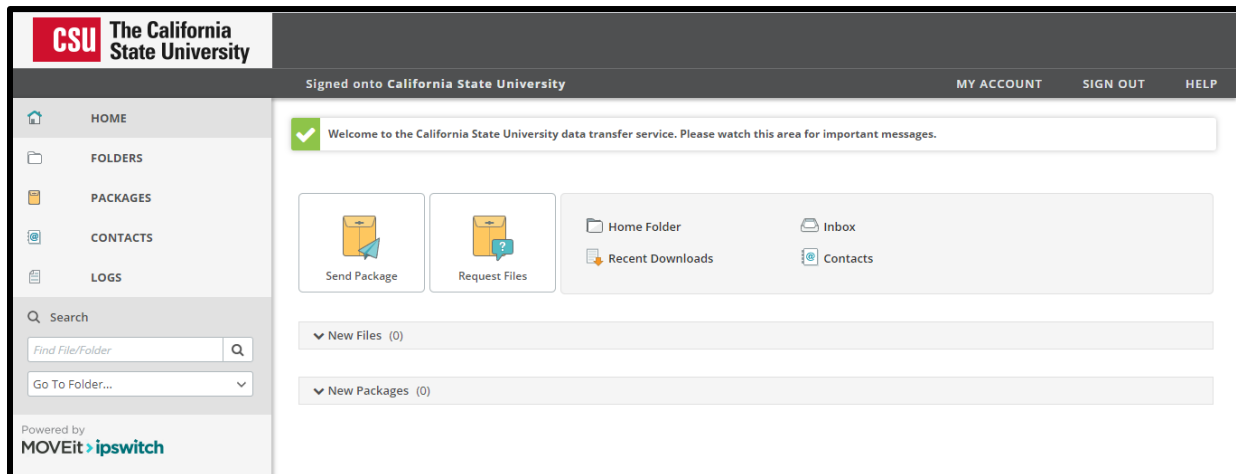 CSU The California
State University
Signed onto California State University
MY ACCOUNT SIGN OUT HELP
HOME
FOLDERS
PACKAGES
CONTACTS
LOGS
Search
Find File/Folder
Go To Folder...
Powered by
MOVEit ipswitch
Welcome to the California State University data transfer service. Please watch this area for important messages.
Send Package
Request Files
Home Folder
Inbox
Recent Downloads
Contacts
New Files (0)
New Packages (0)